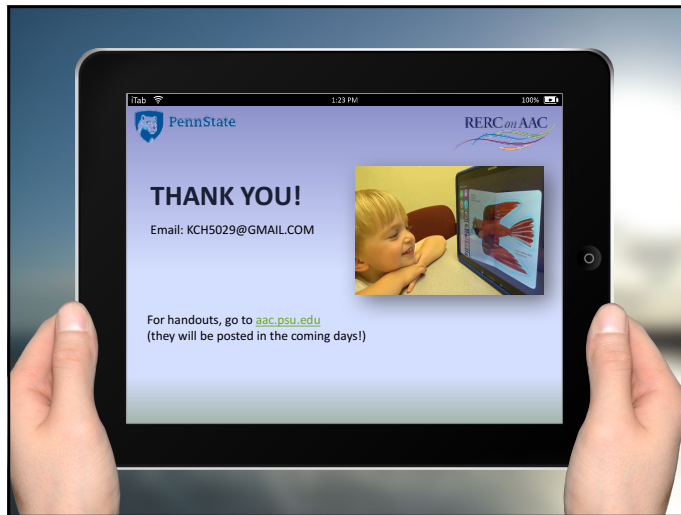 iTab 1:23 PM 100%
PennState
RERC on AAC
THANK YOU!
Email: KCH5029@GMAIL.COM
For handouts, go to aac.psu.edu
(they will be posted in the coming days!)